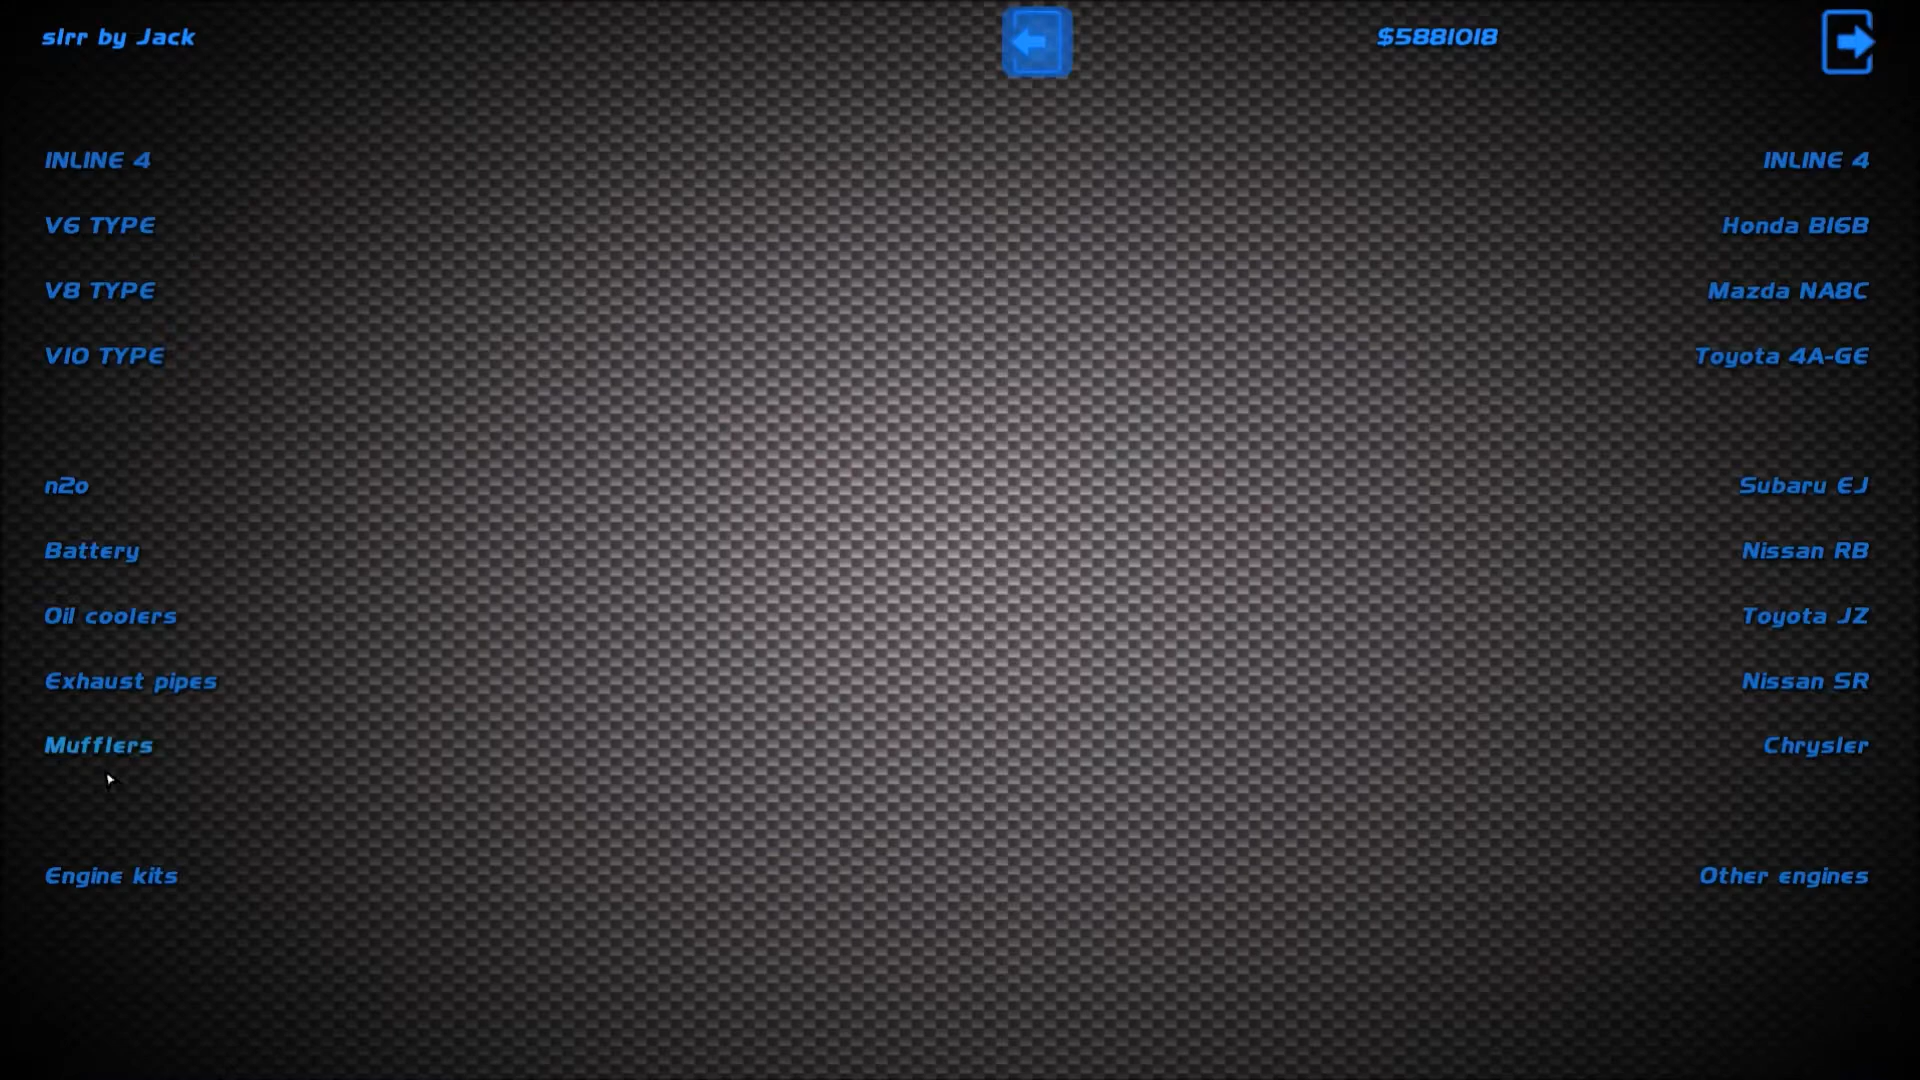 slrr by Jack
$5881018
INLINE 4
V6 TYPE
V8 TYPE
V10 TYPE
n2o
Battery
Oil coolers
Exhaust pipes
Mufflers
Engine kits
INLINE 4
Honda B16B
Mazda NA8C
Toyota 4A-GE
Subaru EJ
Nissan RB
Toyota JZ
Nissan SR
Chrysler
Other engines